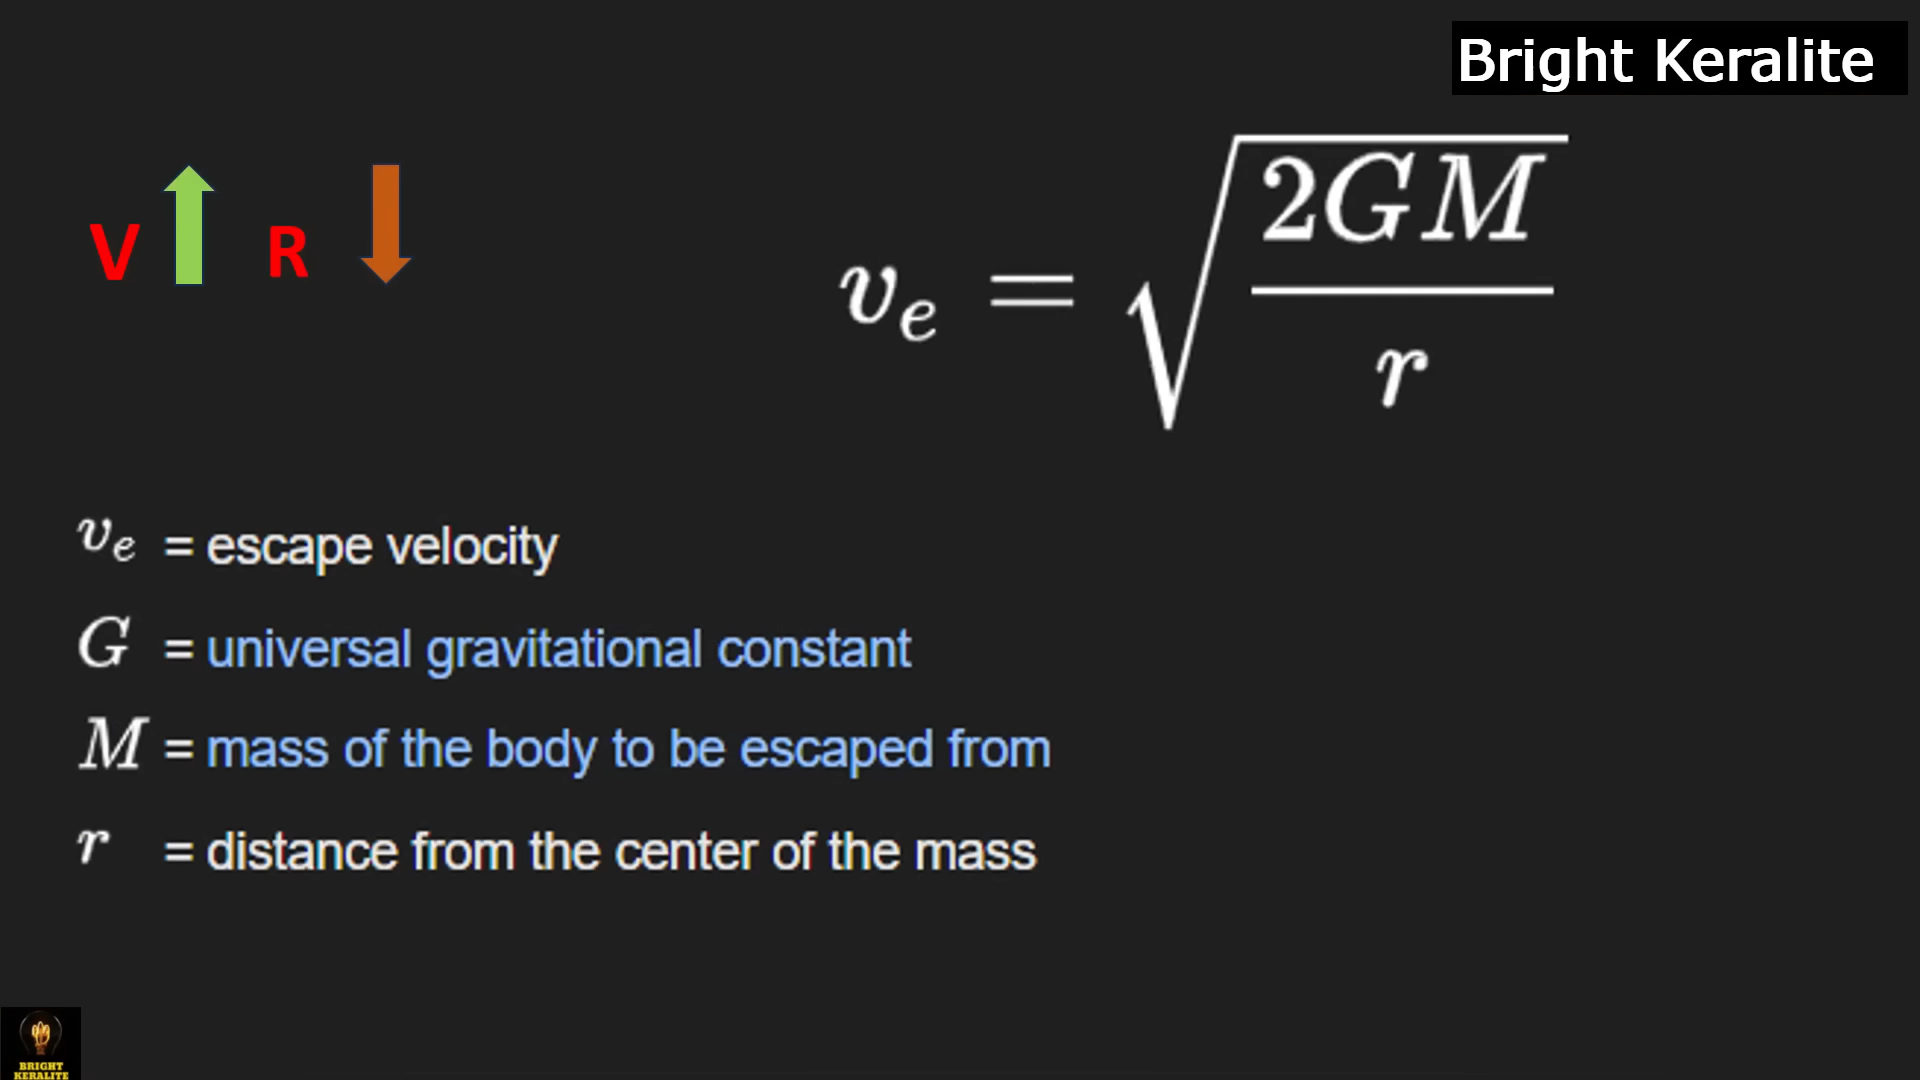 Bright Keralite
V R
vₑ = √(2GM/r)
vₑ = escape velocity
G = universal gravitational constant
M = mass of the body to be escaped from
r = distance from the center of the mass
BRIGHT
KERALITE